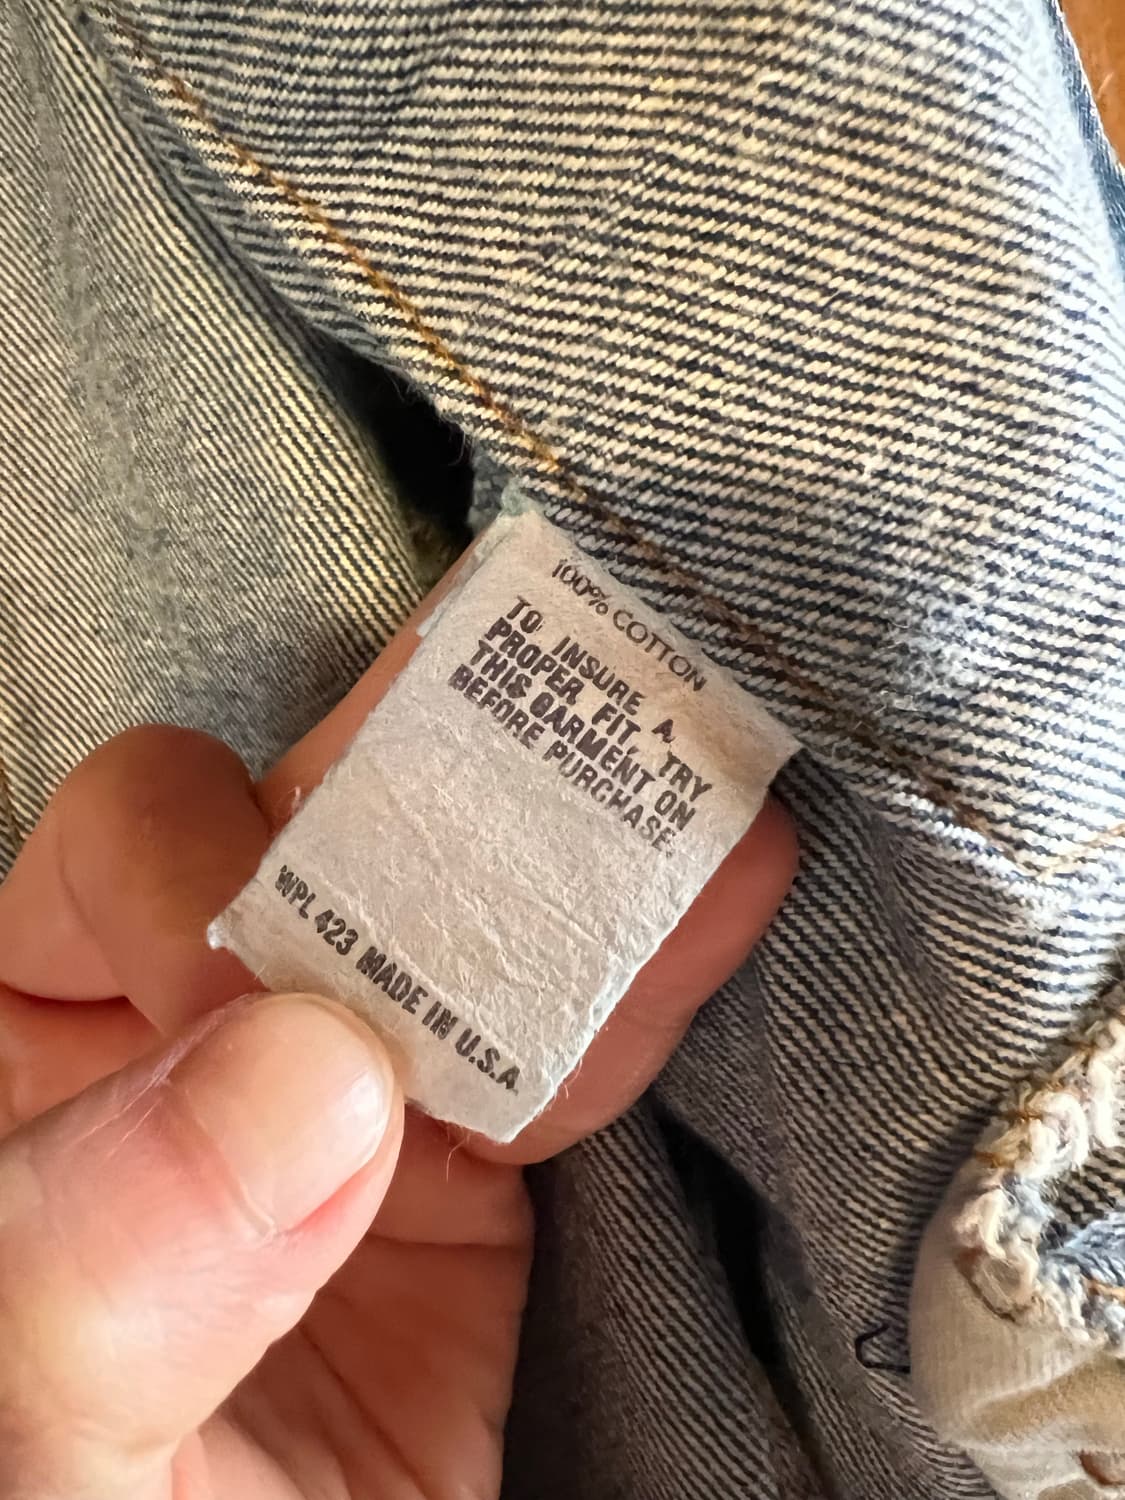 100% COTTON
TO INSURE A
PROPER FIT, TRY
THIS GARMENT ON
BEFORE PURCHASE.
WPL 423 MADE IN U.S.A.